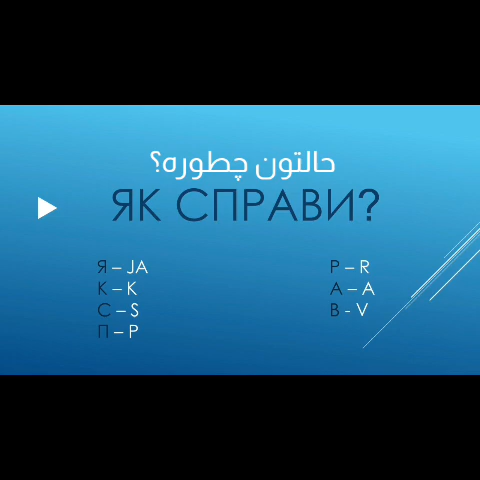 حالتون چطوره؟
ЯК СПРАВИ?
Я – JA
К – K
С – S
П – P
Р – R
А – A
В - V